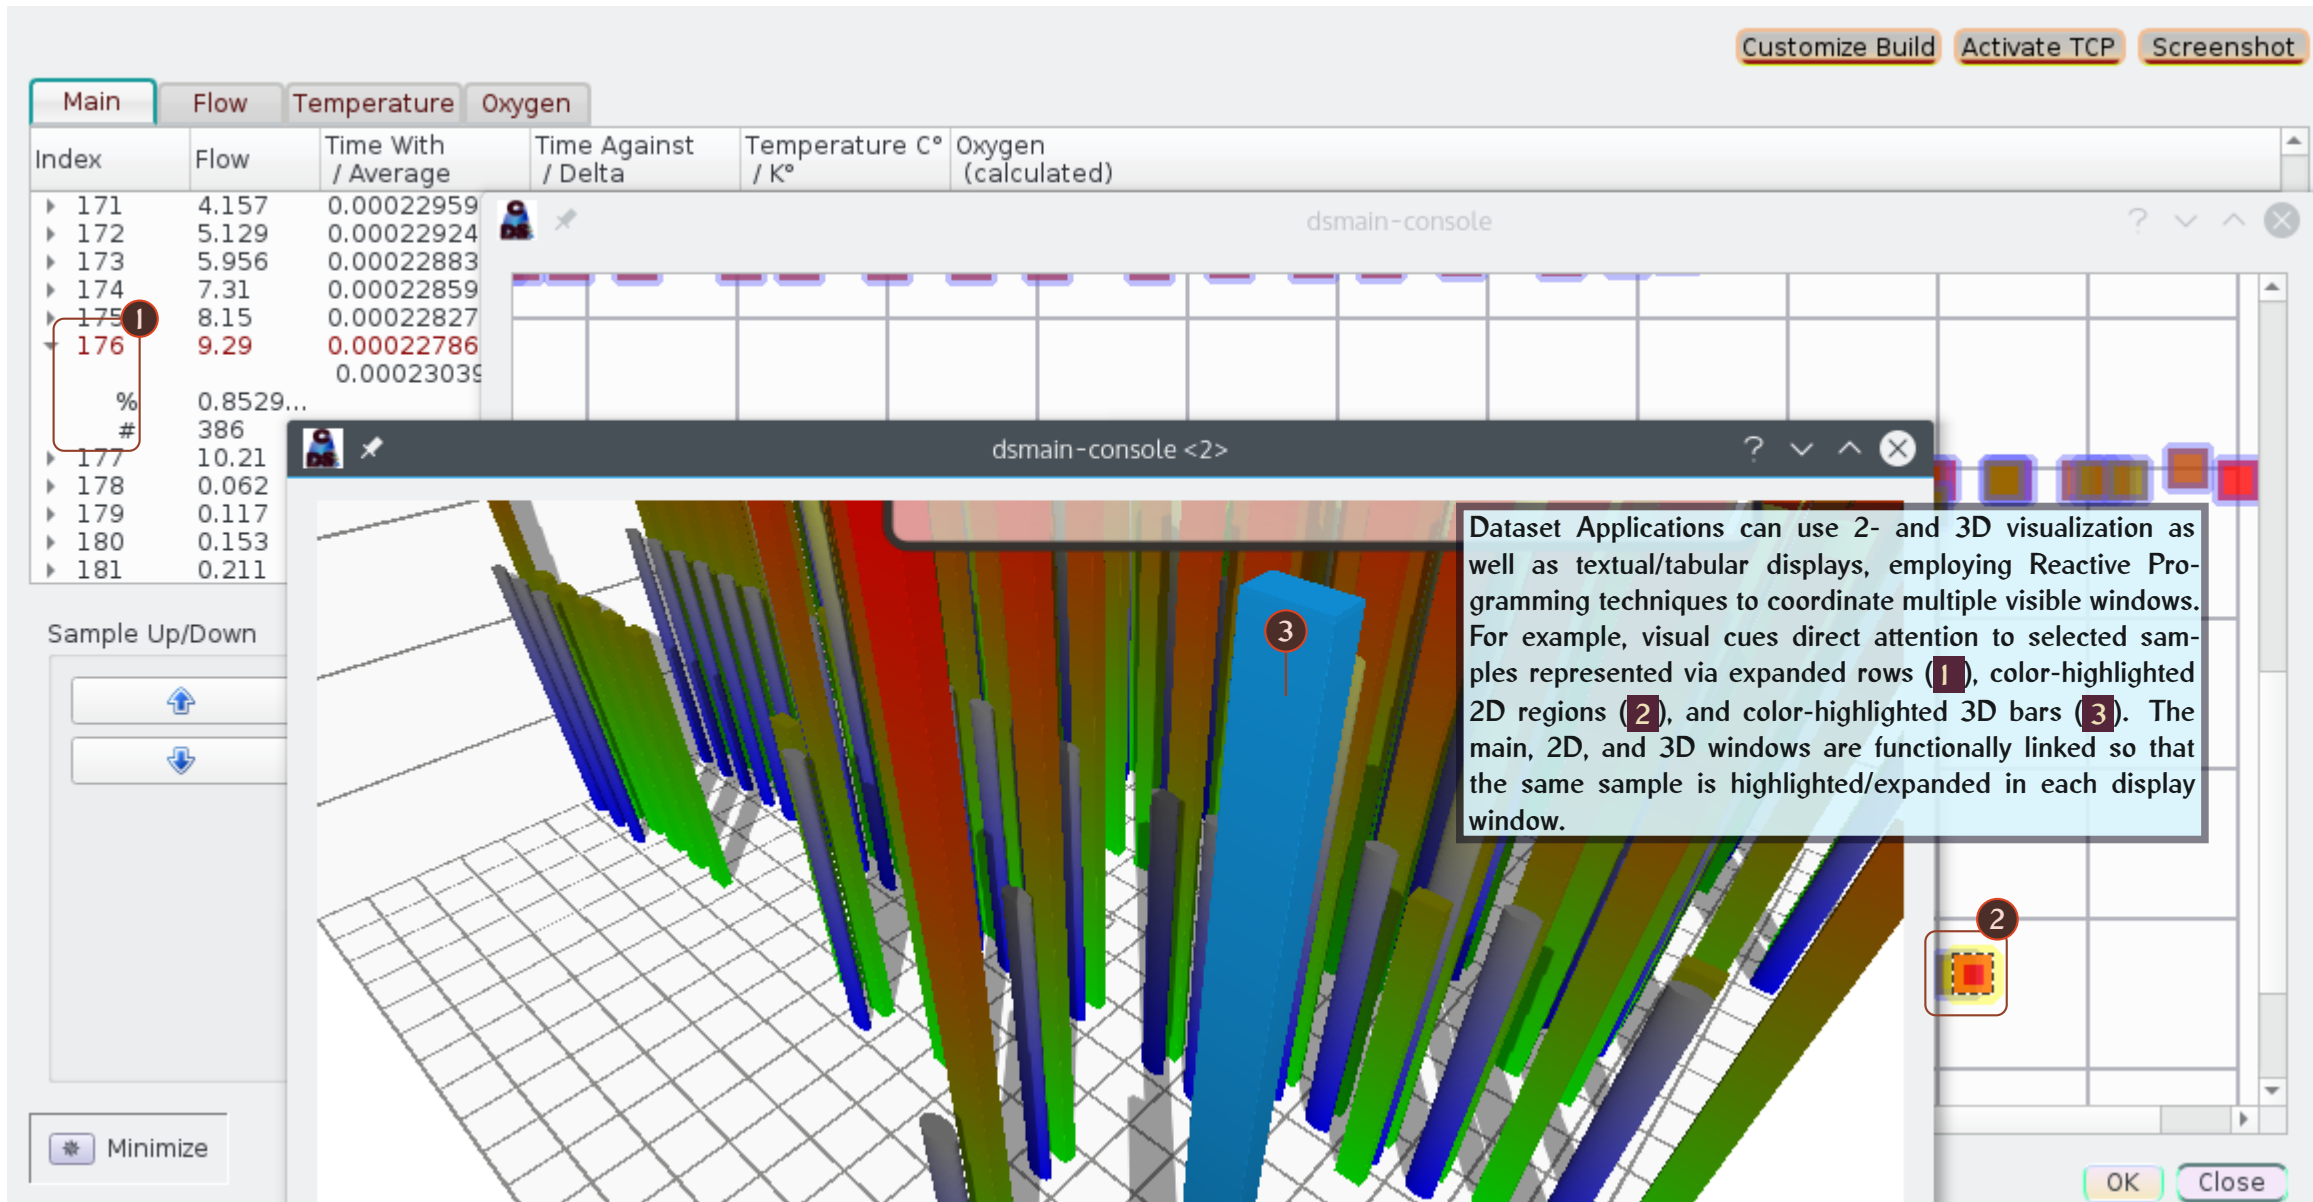 Customize Build Activate TCP Screenshot
Main Flow Temperature Oxygen
Index Flow Time With / Average Time Against / Delta Temperature C° / K° Oxygen (calculated)
171 4.157 0.00022959
172 5.129 0.00022924
173 5.956 0.00022883
174 7.31 0.00022859
175 8.15 0.00022827
176 9.29 0.00022786
0.00023039
% 0.8529...
# 386
177 10.21
178 0.062
179 0.117
180 0.153
181 0.211
1
dsmain-console
C
DS
dsmain-console <2>
C
DS
Dataset Applications can use 2- and 3D visualization as
well as textual/tabular displays, employing Reactive Pro-
gramming techniques to coordinate multiple visible windows.
For example, visual cues direct attention to selected sam-
ples represented via expanded rows (1), color-highlighted
2D regions (2), and color-highlighted 3D bars (3). The
main, 2D, and 3D windows are functionally linked so that
the same sample is highlighted/expanded in each display
window.
3
2
Sample Up/Down
Minimize
OK Close